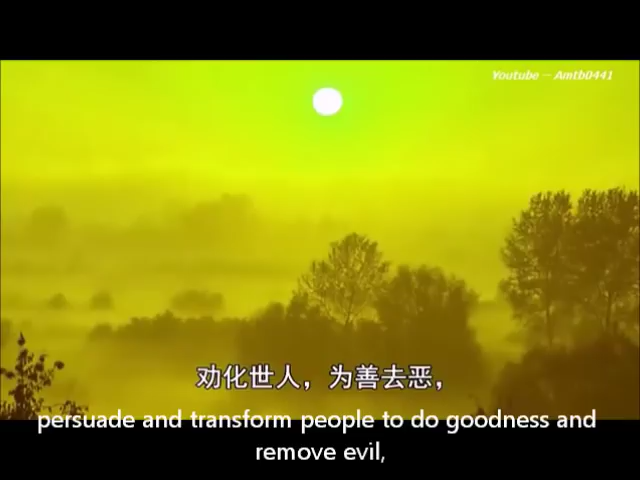 Youtube - Amtb0441
劝化世人，为善去恶，
persuade and transform people to do goodness and
remove evil,